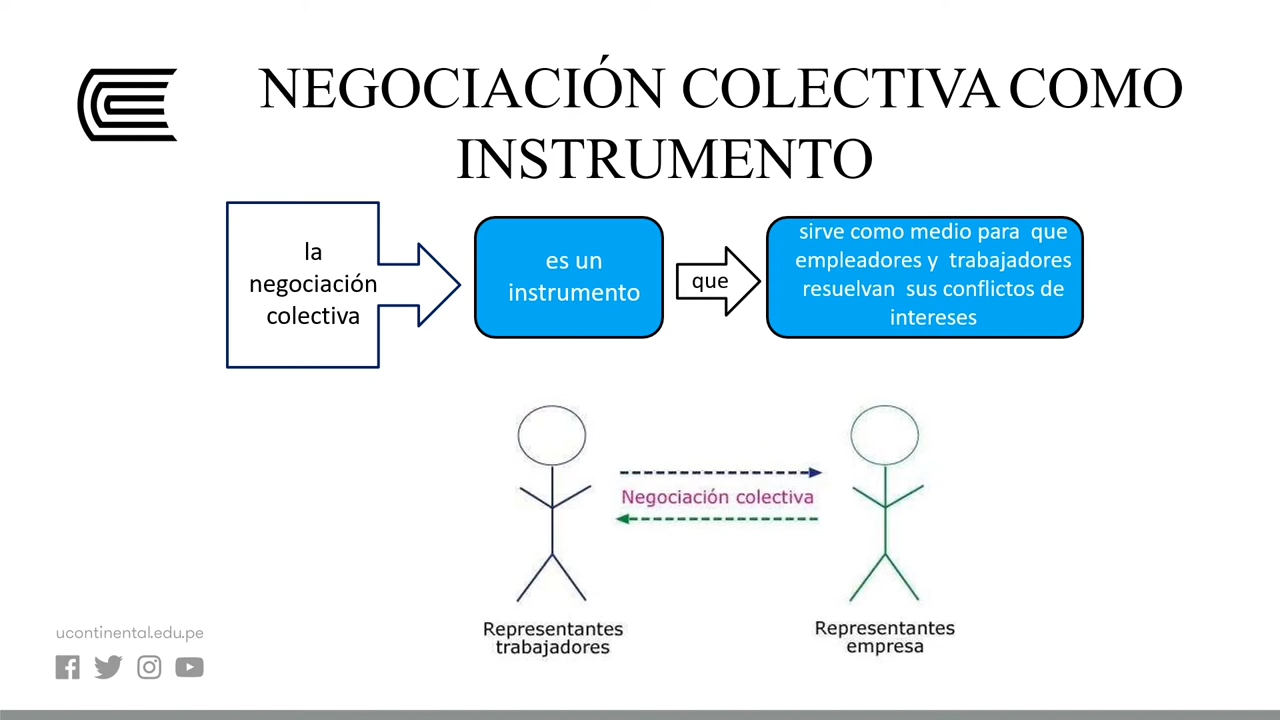 NEGOCIACIÓN COLECTIVA COMO
INSTRUMENTO
la
negociación
colectiva
es un
instrumento
que
sirve como medio para que
empleadores y trabajadores
resuelvan sus conflictos de
intereses
Negociación colectiva
Representantes
trabajadores
Representantes
empresa
ucontinental.edu.pe